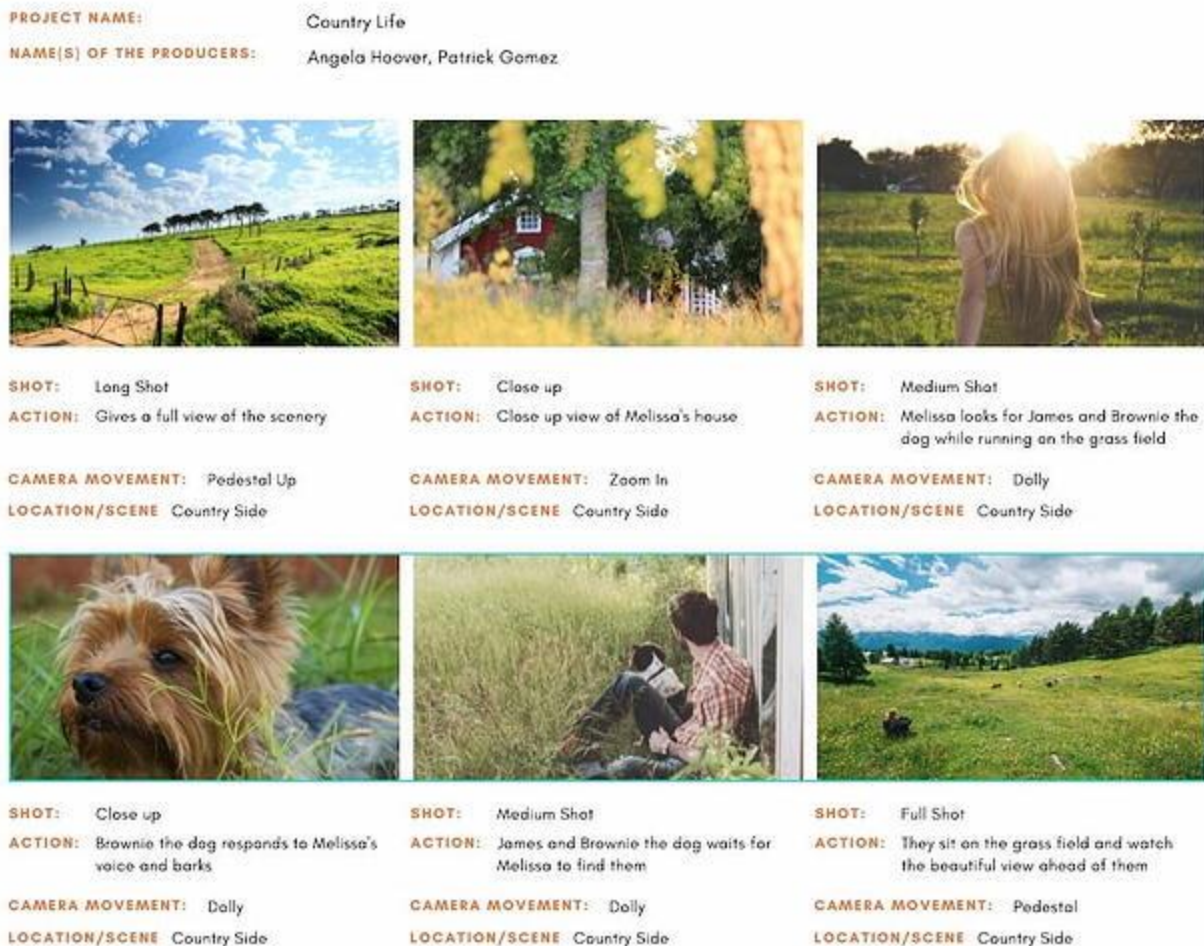 PROJECT NAME: Country Life
NAME(S) OF THE PRODUCERS: Angela Hoover, Patrick Gomez
SHOT: Long Shot
ACTION: Gives a full view of the scenery
CAMERA MOVEMENT: Pedestal Up
LOCATION/SCENE Country Side
SHOT: Close up
ACTION: Close up view of Melissa's house
CAMERA MOVEMENT: Zoom In
LOCATION/SCENE Country Side
SHOT: Medium Shot
ACTION: Melissa looks for James and Brownie the
dog while running on the grass field
CAMERA MOVEMENT: Dolly
LOCATION/SCENE Country Side
SHOT: Close up
ACTION: Brownie the dog responds to Melissa's
voice and barks
CAMERA MOVEMENT: Dolly
LOCATION/SCENE Country Side
SHOT: Medium Shot
ACTION: James and Brownie the dog waits for
Melissa to find them
CAMERA MOVEMENT: Dolly
LOCATION/SCENE Country Side
SHOT: Full Shot
ACTION: They sit on the grass field and watch
the beautiful view ahead of them
CAMERA MOVEMENT: Pedestal
LOCATION/SCENE Country Side